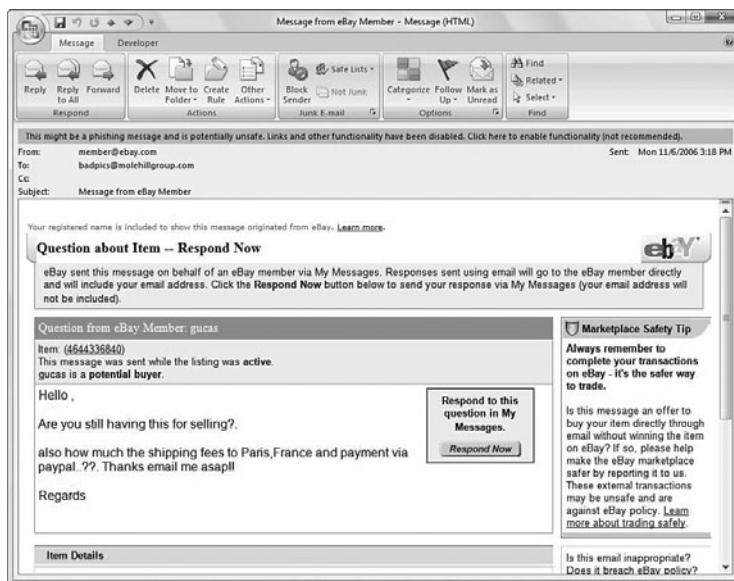 Message from eBay Member - Message (HTML)
Message Developer
Reply Reply to All Forward
Respond
Delete Move to Folder Create Rule Other Actions
Actions
Block Sender Safe Lists Not Junk
Junk E-mail
Categorize Follow Up Mark as Unread
Options
Find Related Select
Find
This might be a phishing message and is potentially unsafe. Links and other functionality have been disabled. Click here to enable functionality (not recommended).
From: member@ebay.com Sent: Mon 11/6/2006 3:18 PM
To: badpics@molehillgroup.com
Cc:
Subject: Message from eBay Member
Your registered name is included to show this message originated from eBay. Learn more.
Question about Item -- Respond Now
ebY
eBay sent this message on behalf of an eBay member via My Messages. Responses sent using email will go to the eBay member directly
and will include your email address. Click the Respond Now button below to send your response via My Messages (your email address will
not be included).
Question from eBay Member: gucas
Item: (4644336840)
This message was sent while the listing was active.
gucas is a potential buyer.
Hello ,
Are you still having this for selling?.
also how much the shipping fees to Paris,France and payment via
paypal..??. Thanks email me asap!!
Regards
Respond to this
question in My
Messages.
Respond Now
Marketplace Safety Tip
Always remember to
complete your transactions
on eBay - it's the safer way
to trade.
Is this message an offer to
buy your item directly through
email without winning the item
on eBay? If so, please help
make the eBay marketplace
safer by reporting it to us.
These external transactions
may be unsafe and are
against eBay policy. Learn
more about trading safely.
Item Details
Is this email inappropriate?
Does it breach eBay policy?